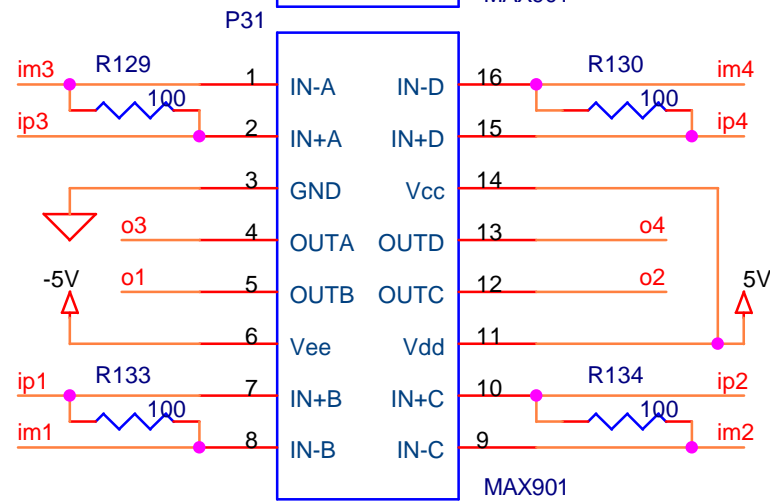 MAX901
P31
im3 R129 1 IN-A IN-D 16 R130 im4
100 100
ip3 2 IN+A IN+D 15 ip4
3 GND Vcc 14
o3 4 OUTA OUTD 13 o4
-5V o1 5 OUTB OUTC 12 o2 5V
6 Vee Vdd 11
ip1 R133 7 IN+B IN+C 10 R134 ip2
100 100
im1 8 IN-B IN-C 9 im2
MAX901